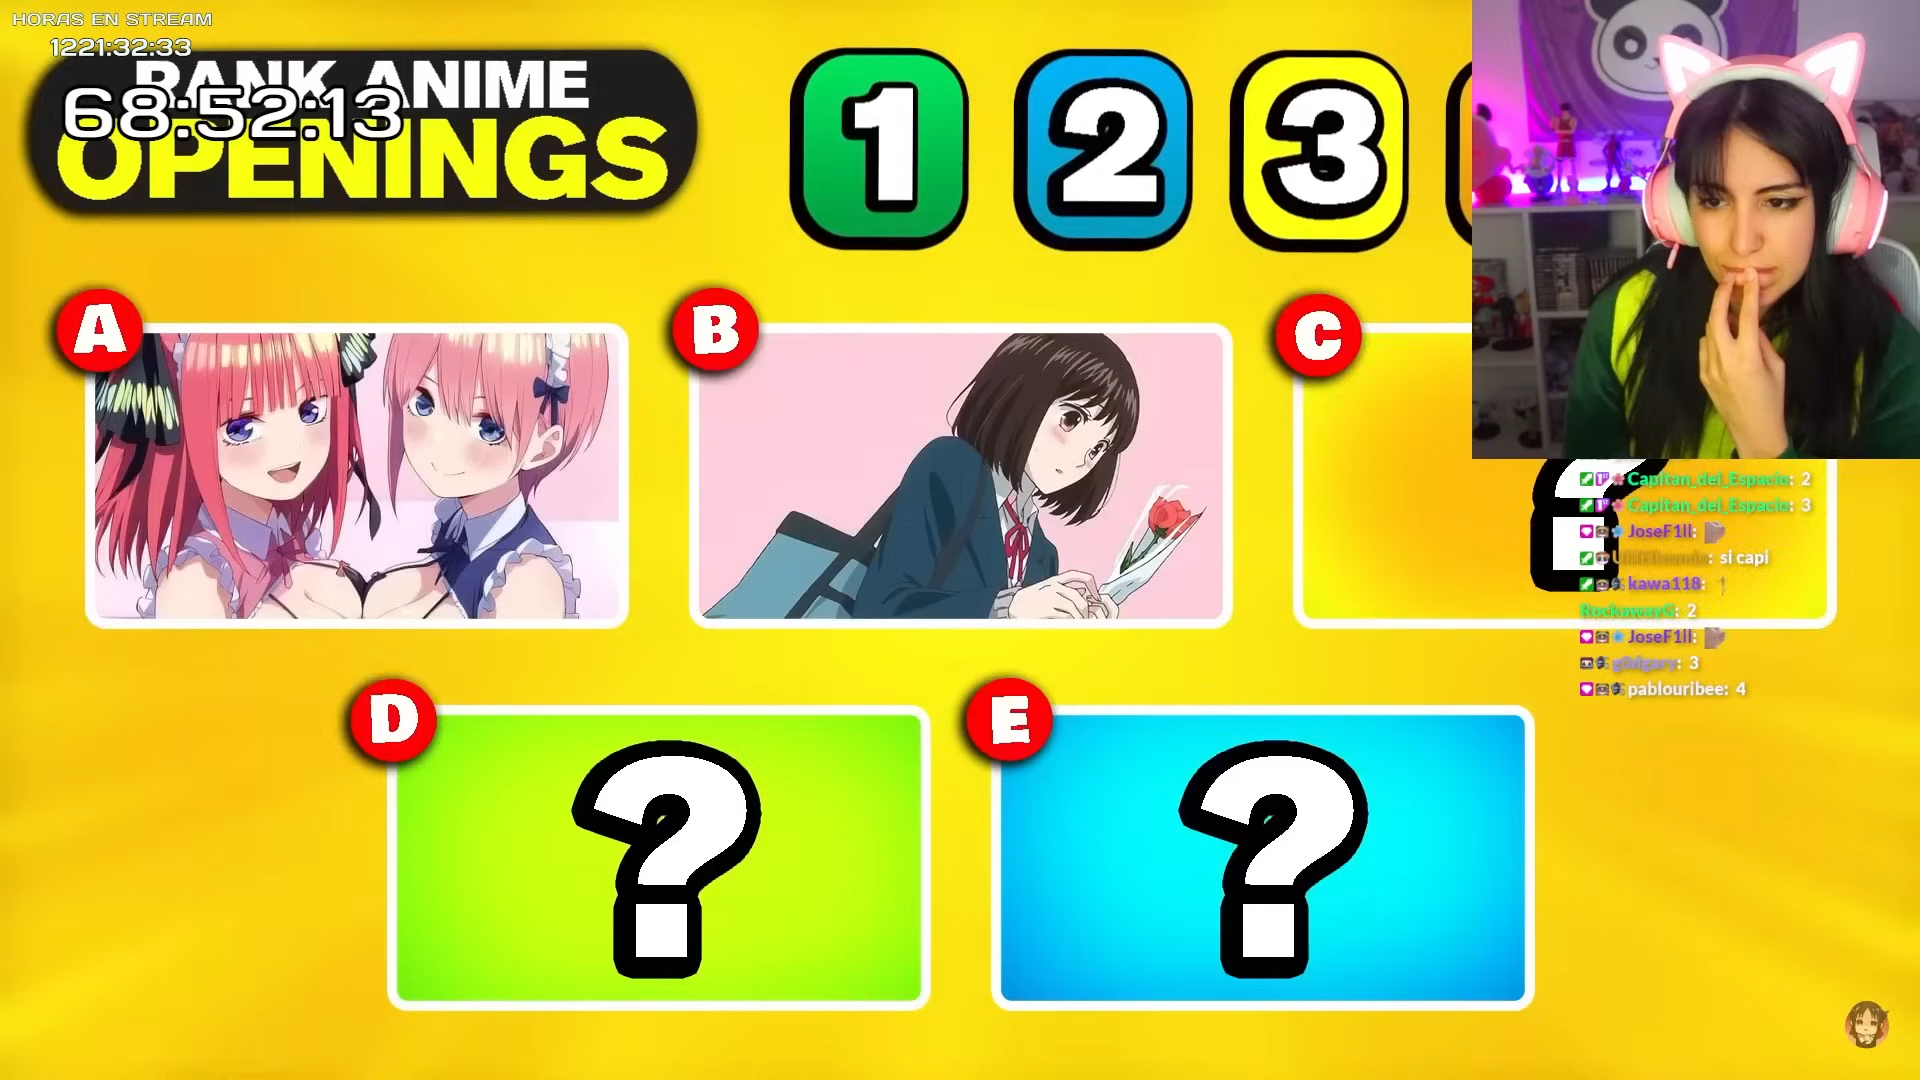 HORAS EN STREAM
1221:32:33
RANK ANIME
68:52:13
OPENINGS
1
2
3
A
B
C
?
Capitan_del_Espacio: 2
Capitan_del_Espacio: 3
JoseF1ll:
: si capi
kawa118:
RockawayG: 2
JoseF1ll:
: 3
pablouribee: 4
D
E
?
?